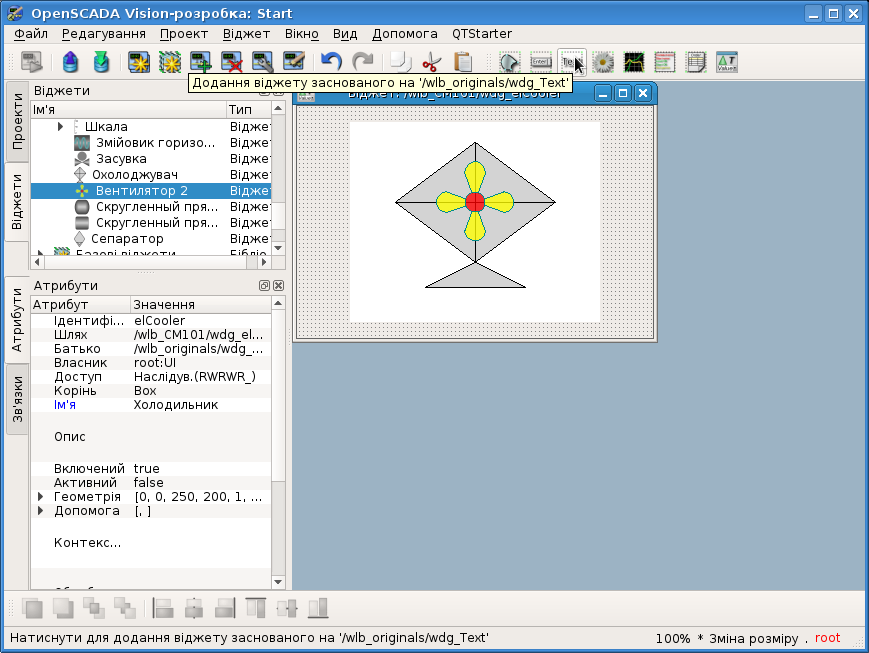 OpenSCADA Vision-розробка: Start
Файл Редагування Проект Віджет Вікно Вид Допомога QTStarter
Додання віджету заснованого на '/wlb_originals/wdg_Text'
Віджети
Ім'я Тип
Шкала Віджет
Змійовик горизо... Віджет
Засувка Віджет
Охолоджувач Віджет
Вентилятор 2 Віджет
Скругленный пря... Віджет
Скругленный пря... Віджет
Сепаратор Віджет
Базові віджети Бібліо
Проекти
Віджети
Атрибути
Зв'язки
Атрибути
Атрибут Значення
Ідентифі... elCooler
Шлях /wlb_CM101/wdg_el...
Батько /wlb_originals/wdg_...
Власник root:UI
Доступ Наслідув.(RWRWR_)
Корінь Box
Ім'я Холодильник
Опис
Включений true
Активний false
Геометрія [0, 0, 250, 200, 1, ...
Допомога [, ]
Контекс...
Віджет: /wlb_CM101/wdg_elCooler
Натиснути для додання віджету заснованого на '/wlb_originals/wdg_Text'
100% * Зміна розміру . root